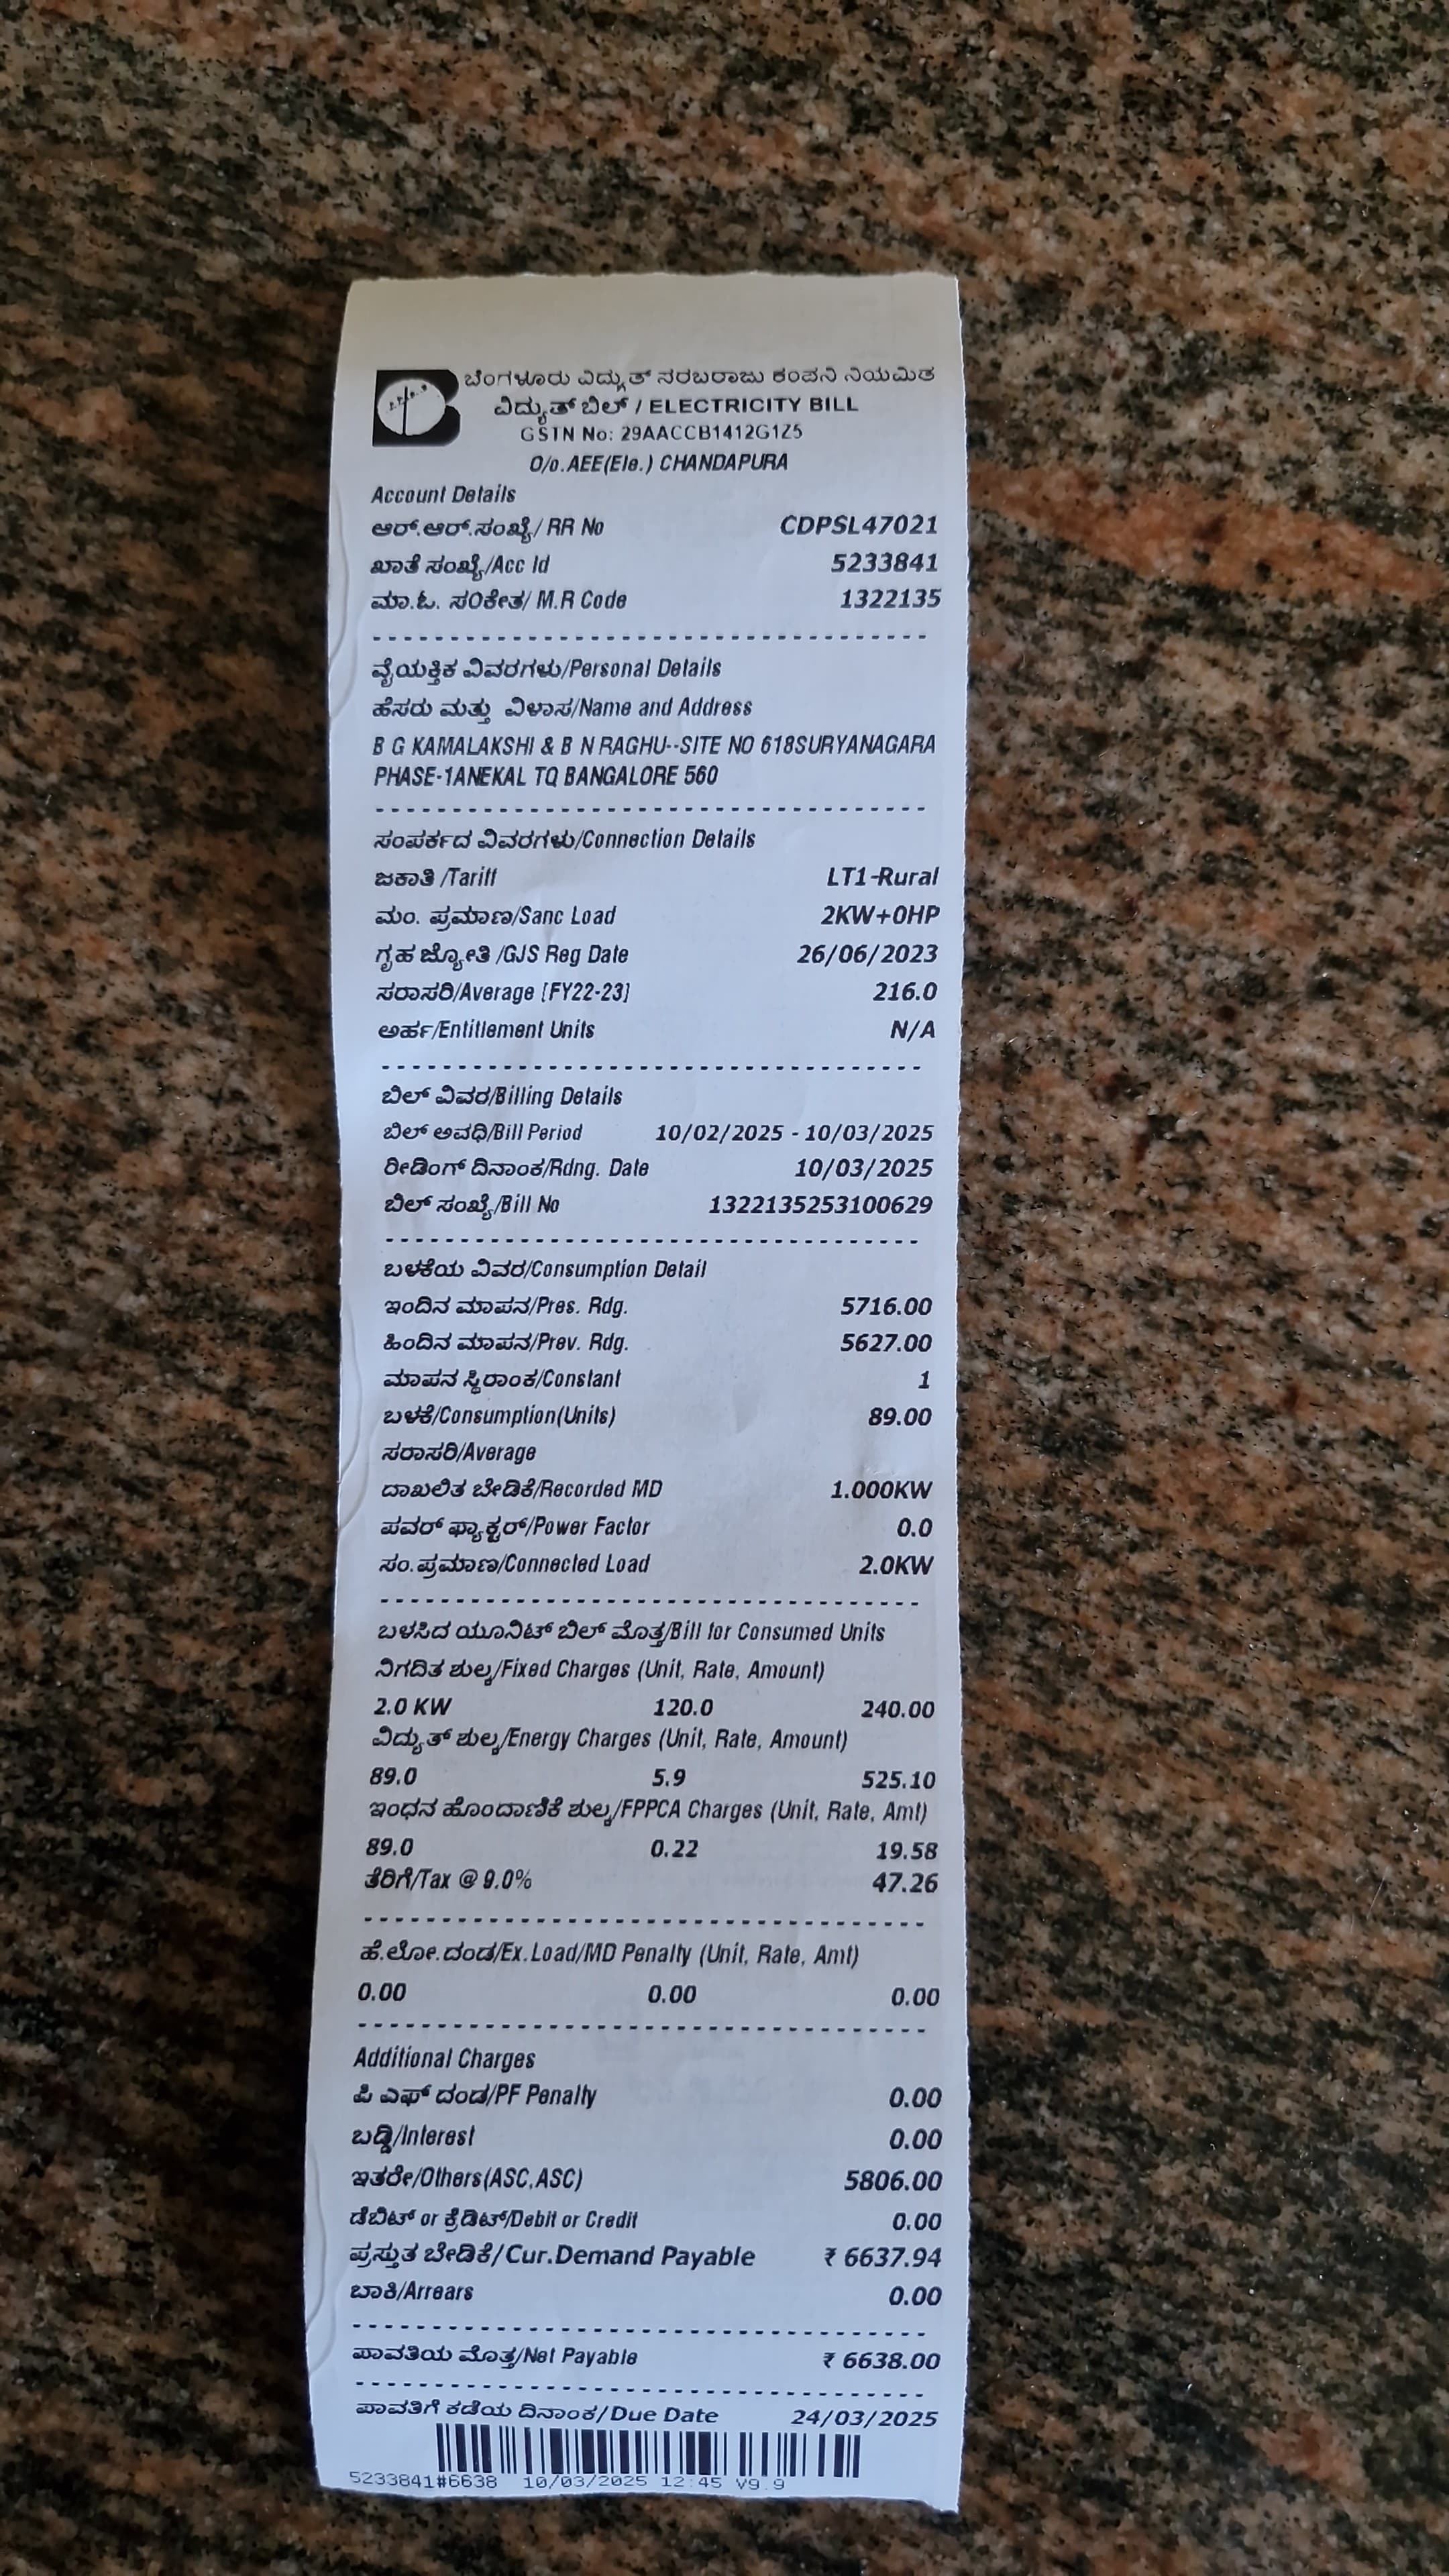 ಬೆಂಗಳೂರು ವಿದ್ಯುತ್ ಸರಬರಾಜು ಕಂಪನಿ ನಿಯಮಿತ
ವಿದ್ಯುತ್ ಬಿಲ್ / ELECTRICITY BILL
GSTN No: 29AACCB1412G1Z5
O/o.AEE(Ele.) CHANDAPURA
Account Details
ಆರ್.ಆರ್.ಸಂಖ್ಯೆ/ RR No CDPSL47021
ಖಾತೆ ಸಂಖ್ಯೆ/Acc Id 5233841
ಮಾ.ಓ. ಸಂಕೇತ/ M.R Code 1322135
ವೈಯಕ್ತಿಕ ವಿವರಗಳು/Personal Details
ಹೆಸರು ಮತ್ತು ವಿಳಾಸ/Name and Address
B G KAMALAKSHI & B N RAGHU--SITE NO 618SURYANAGARA
PHASE-1ANEKAL TQ BANGALORE 560
ಸಂಪರ್ಕದ ವಿವರಗಳು/Connection Details
ಜಕಾತಿ /Tariff LT1-Rural
ಮಂ. ಪ್ರಮಾಣ/Sanc Load 2KW+0HP
ಗೃಹ ಜ್ಯೋತಿ /GJS Reg Date 26/06/2023
ಸರಾಸರಿ/Average [FY22-23] 216.0
ಅರ್ಹ/Entitlement Units N/A
ಬಿಲ್ ವಿವರ/Billing Details
ಬಿಲ್ ಅವಧಿ/Bill Period 10/02/2025 - 10/03/2025
ರೀಡಿಂಗ್ ದಿನಾಂಕ/Rdng. Date 10/03/2025
ಬಿಲ್ ಸಂಖ್ಯೆ/Bill No 1322135253100629
ಬಳಕೆಯ ವಿವರ/Consumption Detail
ಇಂದಿನ ಮಾಪನ/Pres. Rdg. 5716.00
ಹಿಂದಿನ ಮಾಪನ/Prev. Rdg. 5627.00
ಮಾಪನ ಸ್ಥಿರಾಂಕ/Constant 1
ಬಳಕೆ/Consumption(Units) 89.00
ಸರಾಸರಿ/Average
ದಾಖಲಿತ ಬೇಡಿಕೆ/Recorded MD 1.000KW
ಪವರ್ ಫ್ಯಾಕ್ಟರ್/Power Factor 0.0
ಸಂ.ಪ್ರಮಾಣ/Connected Load 2.0KW
ಬಳಸಿದ ಯೂನಿಟ್ ಬಿಲ್ ಮೊತ್ತ/Bill for Consumed Units
ನಿಗದಿತ ಶುಲ್ಕ/Fixed Charges (Unit, Rate, Amount)
2.0 KW 120.0 240.00
ವಿದ್ಯುತ್ ಶುಲ್ಕ/Energy Charges (Unit, Rate, Amount)
89.0 5.9 525.10
ಇಂಧನ ಹೊಂದಾಣಿಕೆ ಶುಲ್ಕ/FPPCA Charges (Unit, Rate, Amt)
89.0 0.22 19.58
ತೆರಿಗೆ/Tax @ 9.0% 47.26
ಹೆ.ಲೋ.ದಂಡ/Ex.Load/MD Penalty (Unit, Rate, Amt)
0.00 0.00 0.00
Additional Charges
ಪಿ ಎಫ್ ದಂಡ/PF Penalty 0.00
ಬಡ್ಡಿ/Interest 0.00
ಇತರೇ/Others(ASC,ASC) 5806.00
ಡೆಬಿಟ್ or ಕ್ರೆಡಿಟ್/Debit or Credit 0.00
ಪ್ರಸ್ತುತ ಬೇಡಿಕೆ/Cur.Demand Payable ₹ 6637.94
ಬಾಕಿ/Arrears 0.00
ಪಾವತಿಯ ಮೊತ್ತ/Net Payable ₹ 6638.00
ಪಾವತಿಗೆ ಕಡೆಯ ದಿನಾಂಕ/Due Date 24/03/2025
5233841#6638 10/03/2025 12:45 V9.9